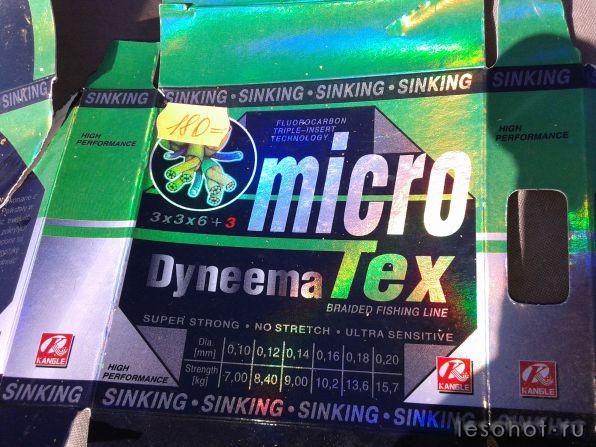 SINKING
SINKING • SINKING • SINKING • SINKING
SINKING
SINKING
180=
HIGH
PERFORMANCE
FLUOROCARBON
TRIPLE-INSERT
TECHNOLOGY
HIGH
PERFORMANCE
micro
3x3x6+3
Dyneema Tex
BRAIDED FISHING LINE
SUPER STRONG • NO STRETCH • ULTRA SENSITIVE
Dia. [mm] 0,10 0,12 0,14 0,16 0,18 0,20
Strength [kg] 7,00 8,40 9,00 10,2 13,6 15,7
R
KANGLE
HIGH
PERFORMANCE
R
KANGLE
R
KANGLE
SINKING
SINKING • SINKING • SINKING • SINKING
SINKING
lesohot.ru